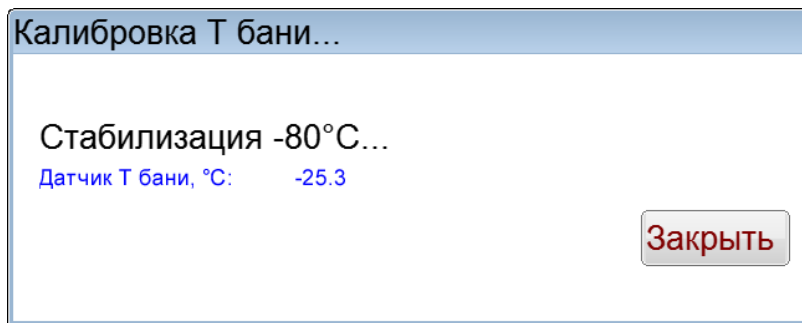 Калибровка Т бани...
Стабилизация -80°C...
Датчик Т бани, °C: -25.3
Закрыть